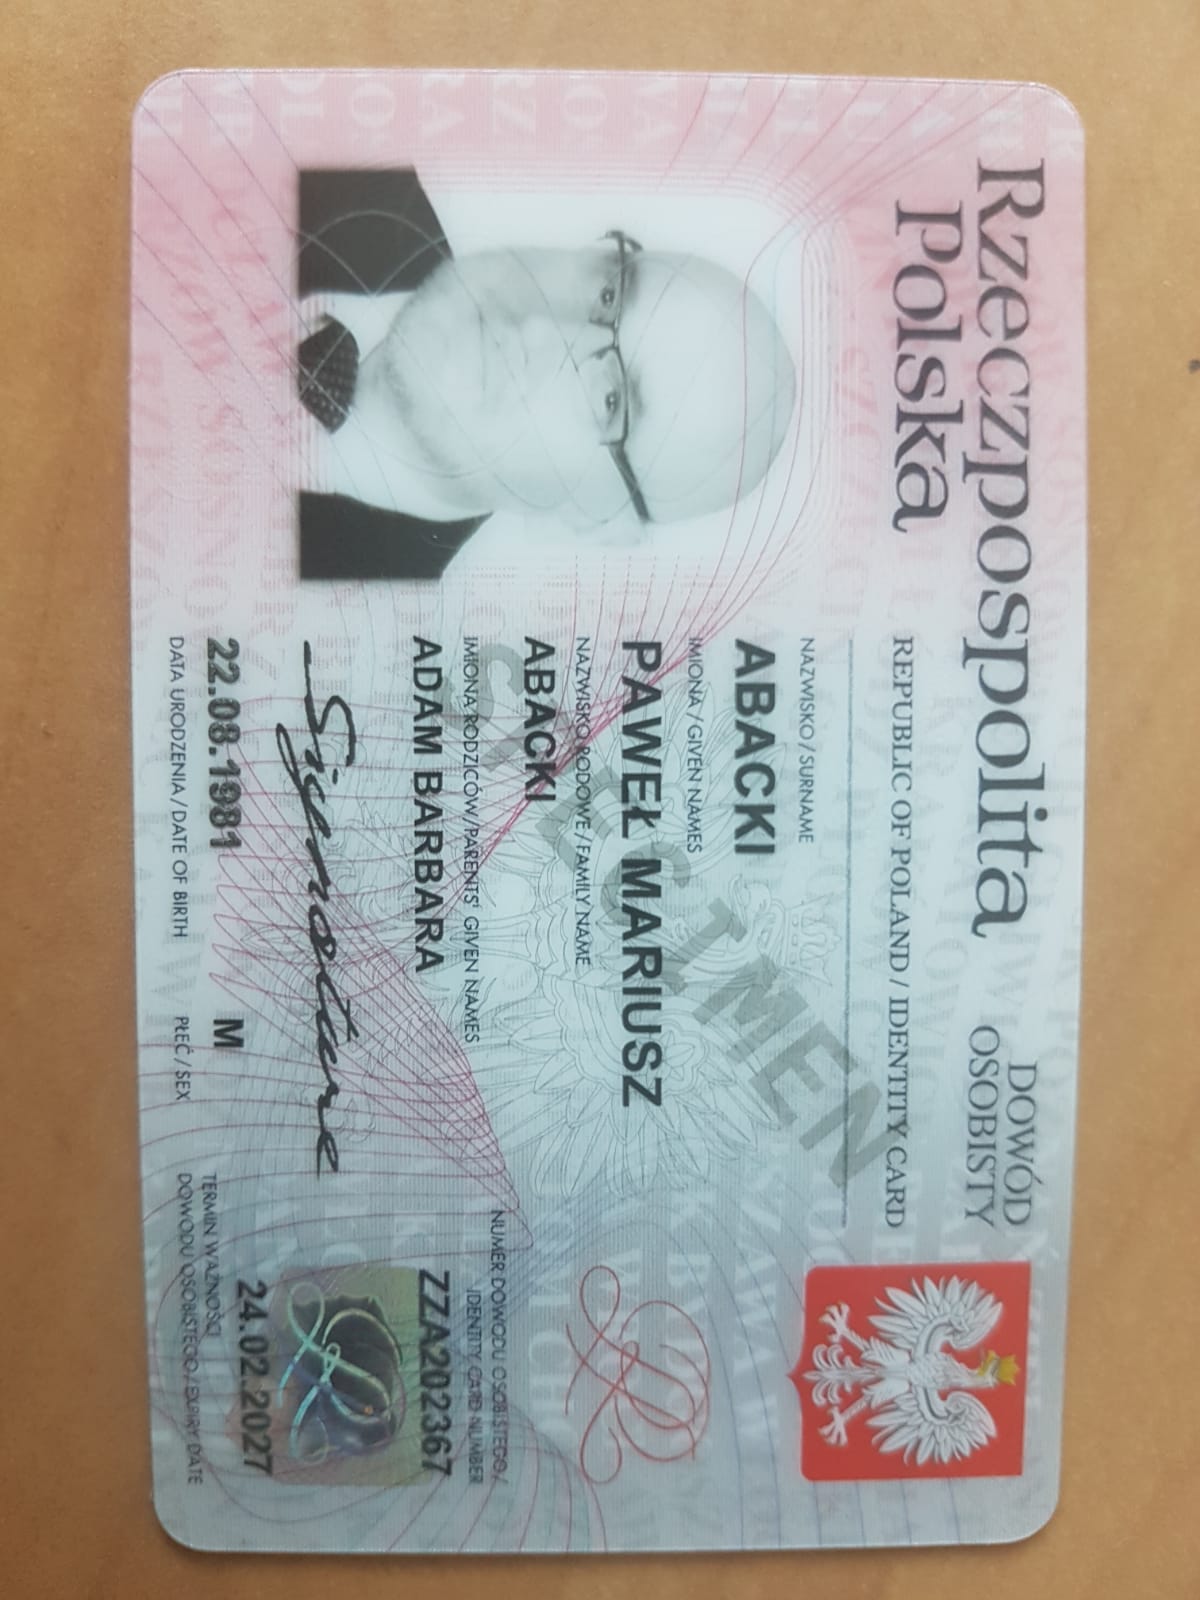 Rzeczpospolita
Polska
DOWÓD
OSOBISTY
REPUBLIC OF POLAND / IDENTITY CARD
NAZWISKO / SURNAME
ABACKI
IMIONA / GIVEN NAMES
PAWEŁ MARIUSZ
NAZWISKO RODOWE / FAMILY NAME
ABACKI
IMIONA RODZICÓW / PARENTS' GIVEN NAMES
ADAM BARBARA
SPECIMEN
NUMER DOWODU OSOBISTEGO /
IDENTITY CARD NUMBER
ZZA202367
Signature
22.08.1981 M
DATA URODZENIA / DATE OF BIRTH PŁEĆ / SEX
24.02.2027
TERMIN WAŻNOŚCI
DOWODU OSOBISTEGO / EXPIRY DATE